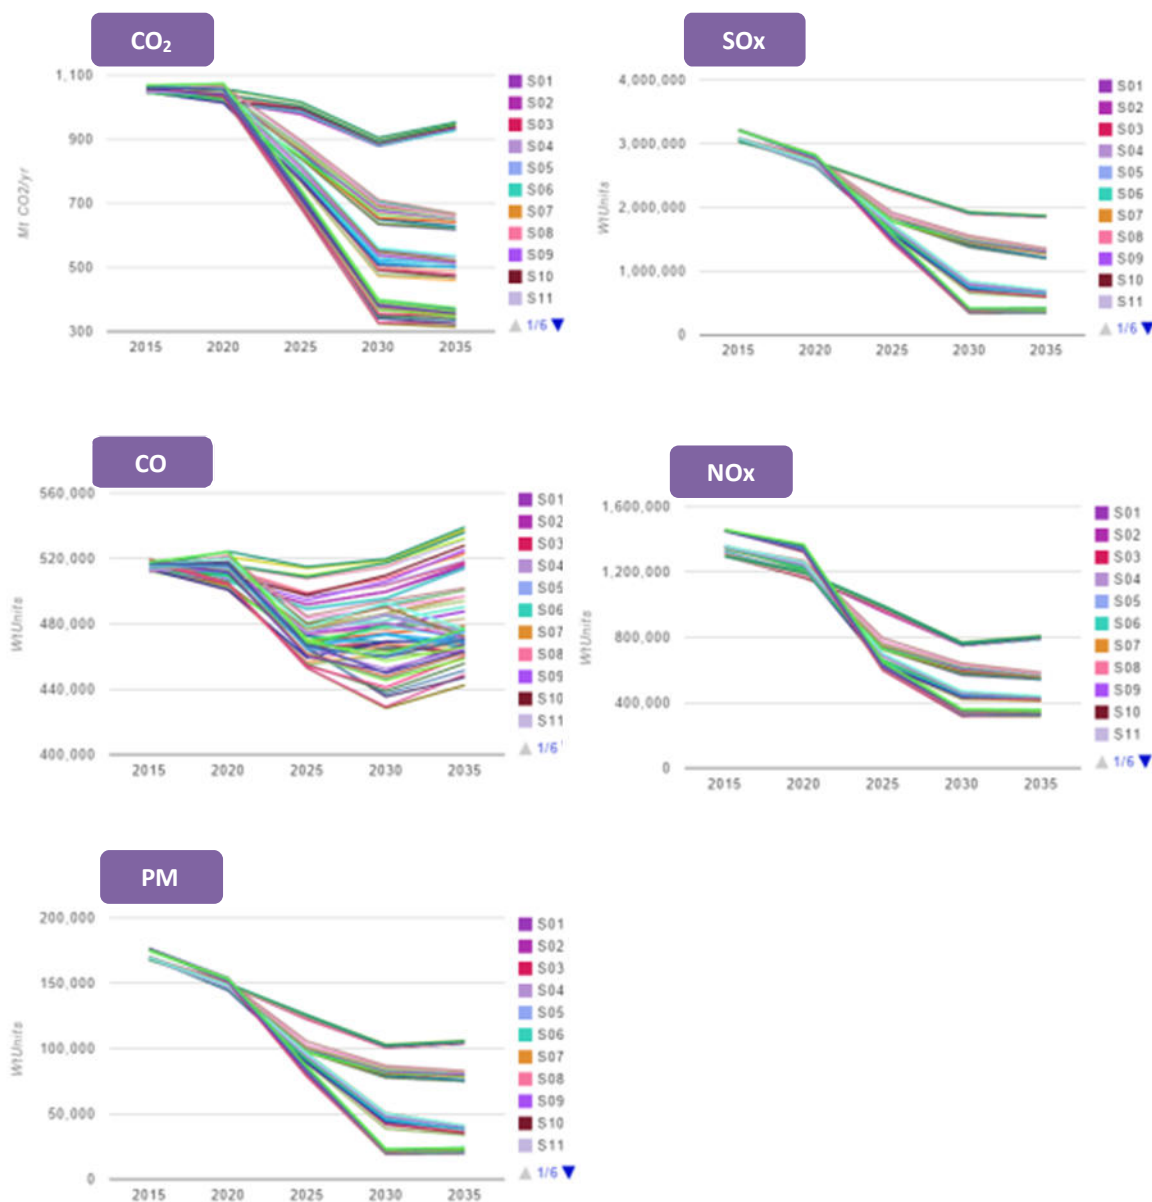 CO₂
Mt CO2/yr
1,100
900
700
500
300
2015 2020 2025 2030 2035
S01
S02
S03
S04
S05
S06
S07
S08
S09
S10
S11
1/6
SOx
WtUnits
4,000,000
3,000,000
2,000,000
1,000,000
0
2015 2020 2025 2030 2035
S01
S02
S03
S04
S05
S06
S07
S08
S09
S10
S11
1/6
CO
WtUnits
560,000
520,000
480,000
440,000
400,000
2015 2020 2025 2030 2035
S01
S02
S03
S04
S05
S06
S07
S08
S09
S10
S11
1/6
NOx
WtUnits
1,600,000
1,200,000
800,000
400,000
0
2015 2020 2025 2030 2035
S01
S02
S03
S04
S05
S06
S07
S08
S09
S10
S11
1/6
PM
WtUnits
200,000
150,000
100,000
50,000
0
2015 2020 2025 2030 2035
S01
S02
S03
S04
S05
S06
S07
S08
S09
S10
S11
1/6